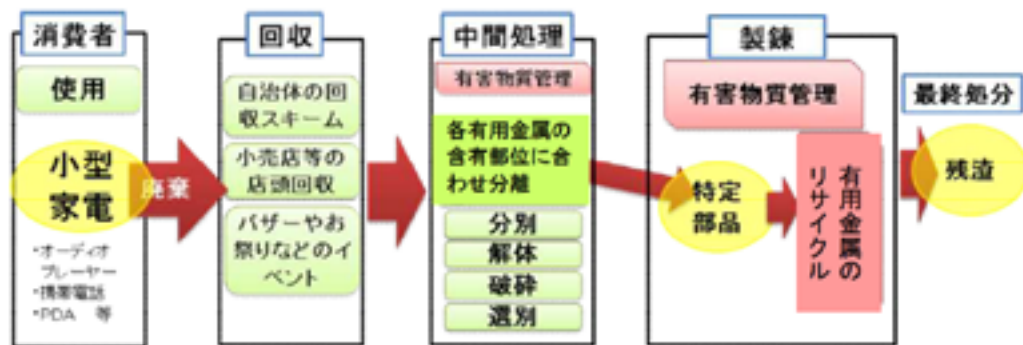 消費者
使用
小型
家電
・オーディオ
プレーヤー
・携帯電話
・PDA 等
廃棄
回収
自治体の回
収スキーム
小売店等の
店頭回収
バザーやお
祭りなどのイ
ベント
中間処理
有害物質管理
各有用金属の
含有部位に合
わせ分離
分別
解体
破砕
選別
製錬
有害物質管理
特定
部品
有用金属の
リサイクル
最終処分
残渣